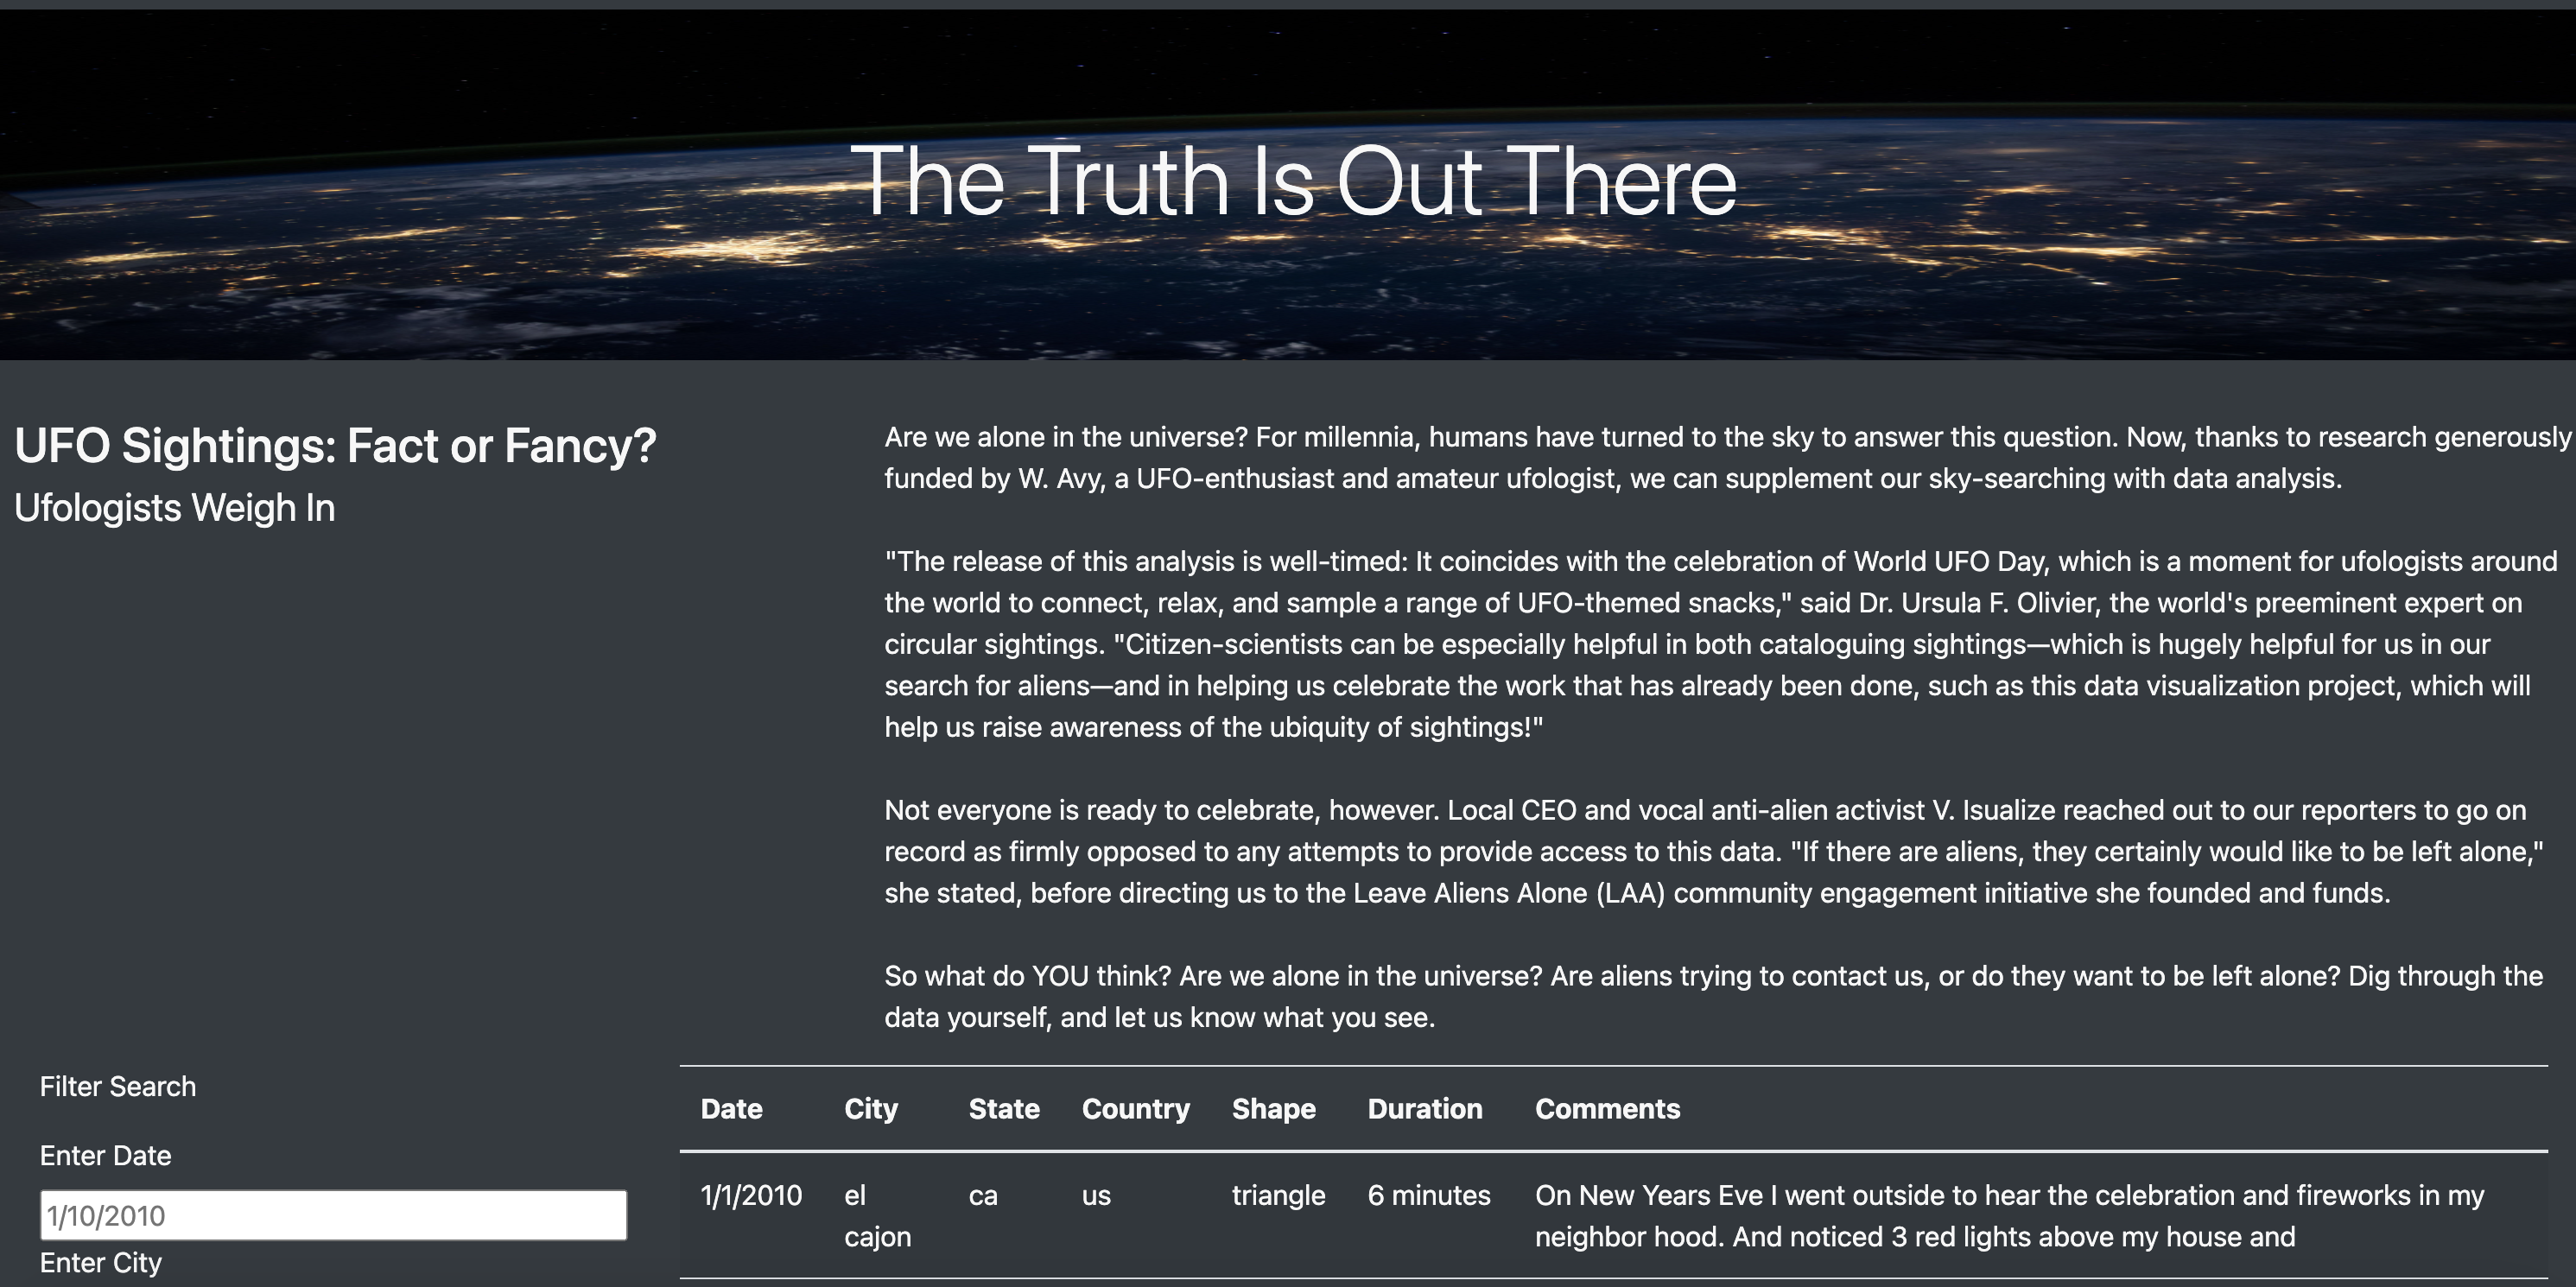 The Truth Is Out There
UFO Sightings: Fact or Fancy?
Ufologists Weigh In
Are we alone in the universe? For millennia, humans have turned to the sky to answer this question. Now, thanks to research generously
funded by W. Avy, a UFO-enthusiast and amateur ufologist, we can supplement our sky-searching with data analysis.
"The release of this analysis is well-timed: It coincides with the celebration of World UFO Day, which is a moment for ufologists around
the world to connect, relax, and sample a range of UFO-themed snacks," said Dr. Ursula F. Olivier, the world's preeminent expert on
circular sightings. "Citizen-scientists can be especially helpful in both cataloguing sightings—which is hugely helpful for us in our
search for aliens—and in helping us celebrate the work that has already been done, such as this data visualization project, which will
help us raise awareness of the ubiquity of sightings!"
Not everyone is ready to celebrate, however. Local CEO and vocal anti-alien activist V. Isualize reached out to our reporters to go on
record as firmly opposed to any attempts to provide access to this data. "If there are aliens, they certainly would like to be left alone,"
she stated, before directing us to the Leave Aliens Alone (LAA) community engagement initiative she founded and funds.
So what do YOU think? Are we alone in the universe? Are aliens trying to contact us, or do they want to be left alone? Dig through the
data yourself, and let us know what you see.
Filter Search
Enter Date
1/10/2010
Enter City
Date City State Country Shape Duration Comments
1/1/2010 el ca us triangle 6 minutes On New Years Eve I went outside to hear the celebration and fireworks in my
cajon neighbor hood. And noticed 3 red lights above my house and